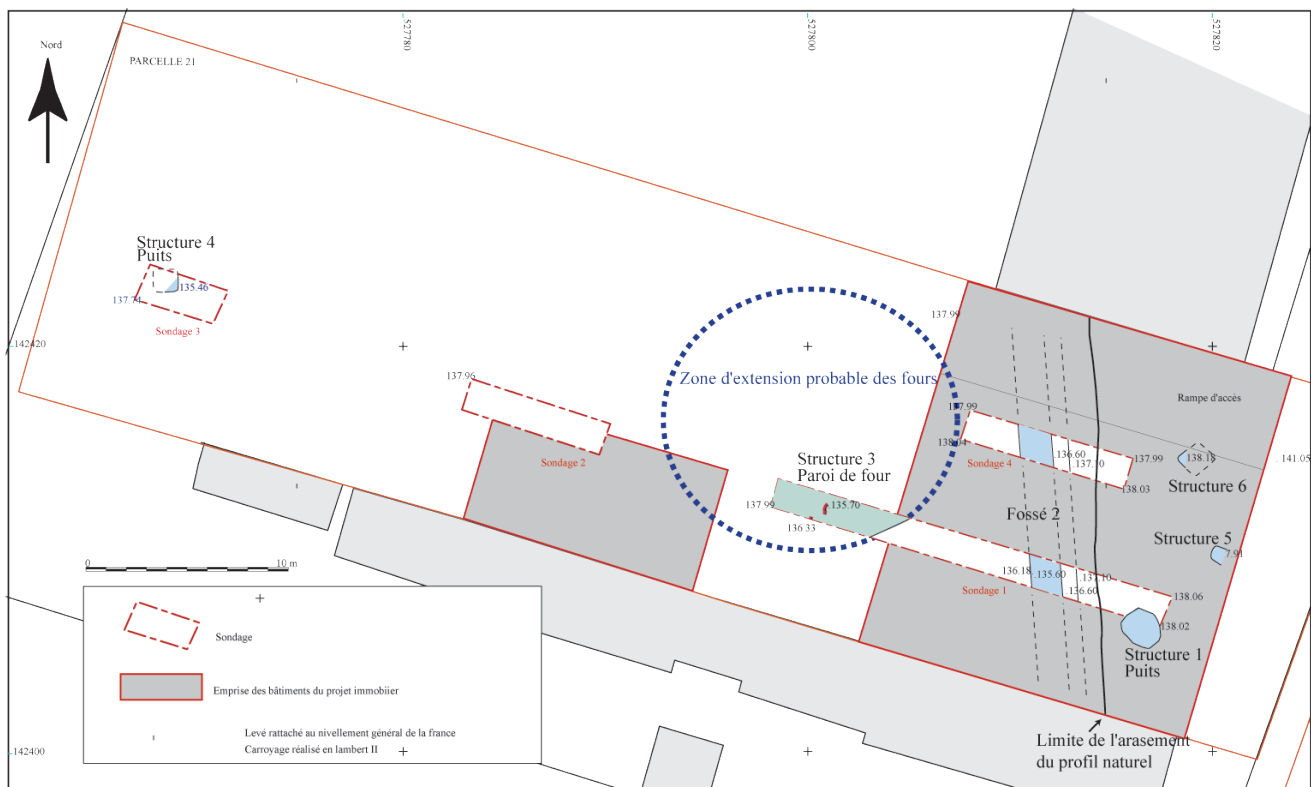 527780
527800
527820
Nord
PARCELLE 21
Structure 4
Puits
135.46
137.74
Sondage 3
142420
137.99
137.96
Zone d'extension probable des fours
Rampe d'accès
137.99
138.04
Sondage 4
136.60
137.10
137.99
138.03
138.18
141.05
Structure 6
Sondage 2
Structure 3
Paroi de four
137.99
135.70
136.33
Fossé 2
Structure 5
7.91
136.18
135.60
137.10
136.60
Sondage 1
138.06
138.02
Structure 1
Puits
0
10 m
Sondage
Emprise des bâtiments du projet immobiier
Levé rattaché au nivellement général de la france
Carroyage réalisé en lambert II
142400
Limite de l'arasement
du profil naturel